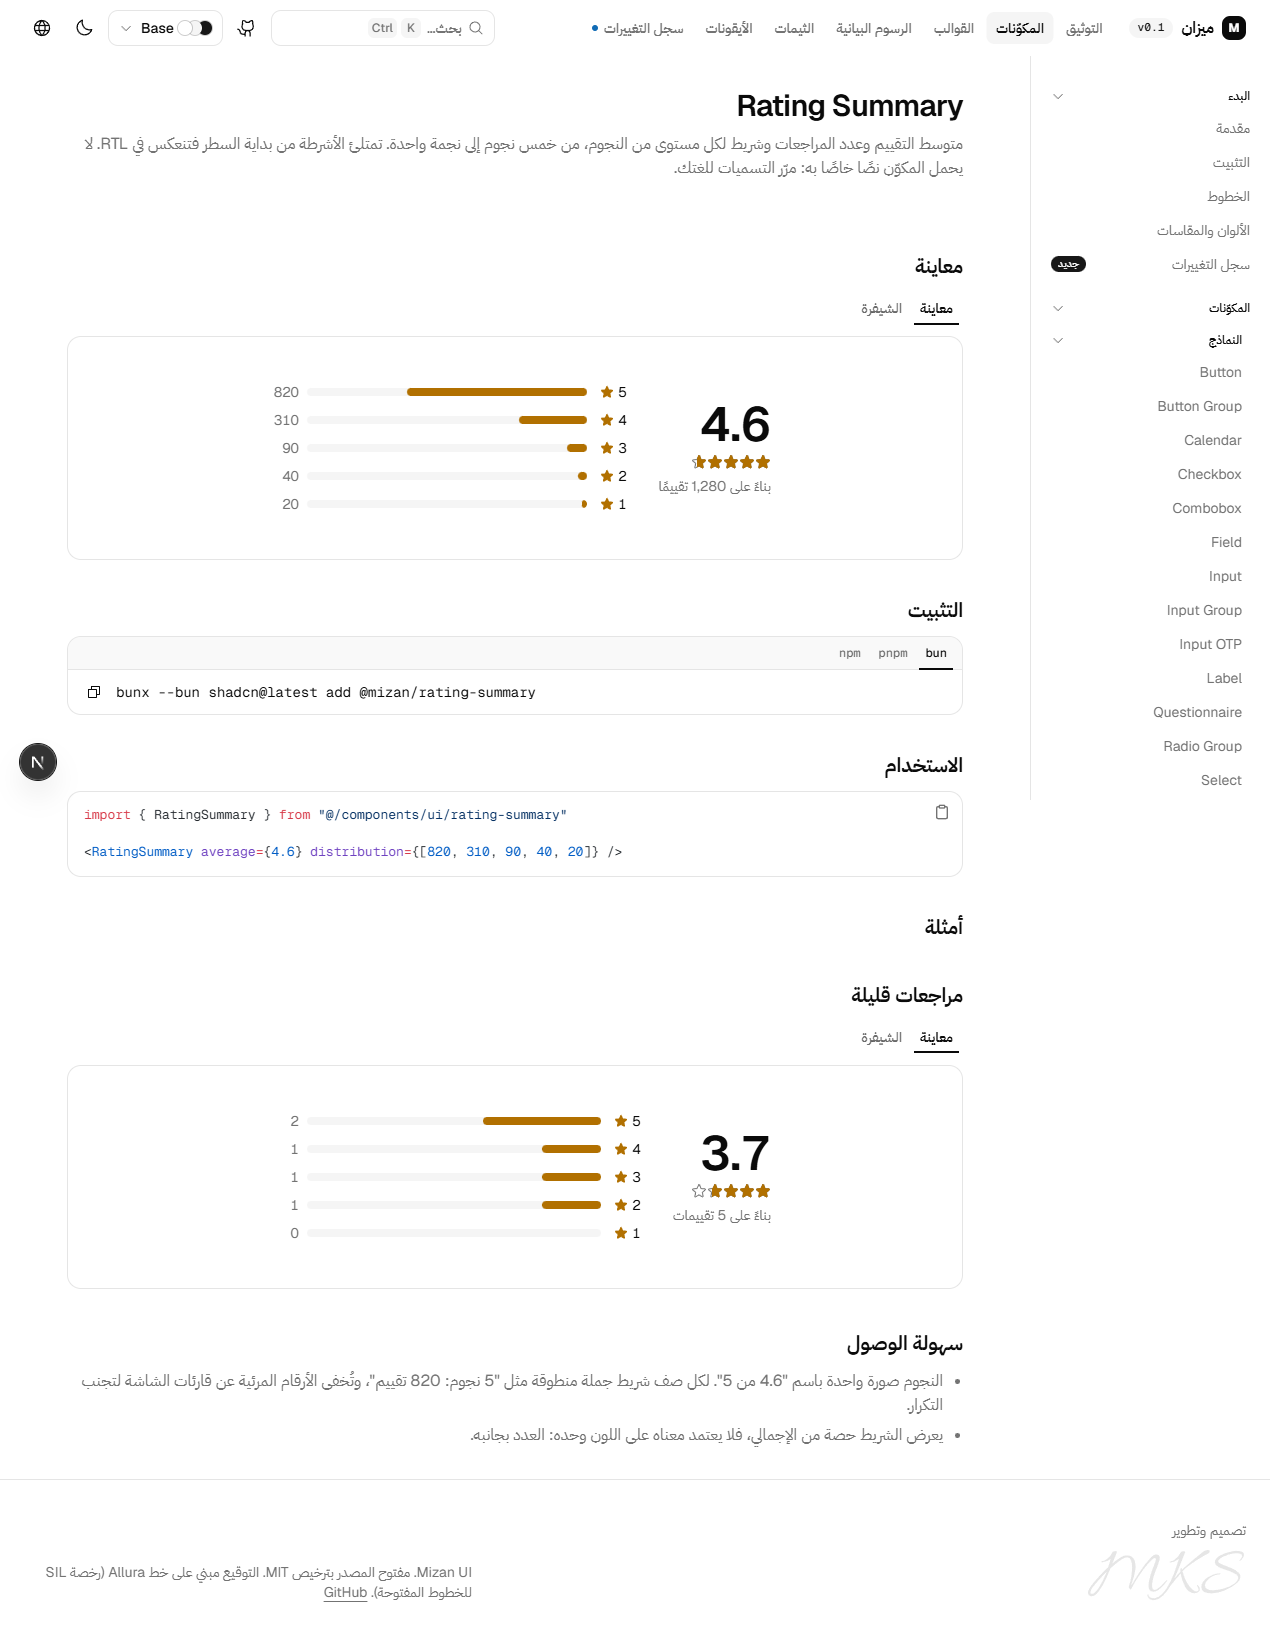 M ميزان v0.1 التوثيق المكوّنات القوالب الرسوم البيانية الثيمات الأيقونات سجل التغييرات بحث... K Ctrl Base
البدء
مقدمة
التثبيت
الخطوط
الألوان والمقاسات
سجل التغييرات جديد
المكوّنات
النماذج
Button
Button Group
Calendar
Checkbox
Combobox
Field
Input
Input Group
Input OTP
Label
Questionnaire
Radio Group
Select
Rating Summary
متوسط التقييم وعدد المراجعات وشريط لكل مستوى من النجوم، من خمس نجوم إلى نجمة واحدة. تمتلئ الأشرطة من بداية السطر فتنعكس في RTL. لا
يحمل المكوّن نصًا خاصًا به: مرّر التسميات للغتك.
معاينة
معاينة الشيفرة
4.6
بناءً على 1,280 تقييمًا
5 820
4 310
3 90
2 40
1 20
التثبيت
bun pnpm npm
bunx --bun shadcn@latest add @mizan/rating-summary
الاستخدام
import { RatingSummary } from "@/components/ui/rating-summary"
<RatingSummary average={4.6} distribution={[820, 310, 90, 40, 20]} />
أمثلة
مراجعات قليلة
معاينة الشيفرة
3.7
بناءً على 5 تقييمات
5 2
4 1
3 1
2 1
1 0
سهولة الوصول
• النجوم صورة واحدة باسم "4.6 من 5". لكل صف شريط جملة منطوقة مثل "5 نجوم: 820 تقييم"، وتُخفى الأرقام المرئية عن قارئات الشاشة لتجنب
التكرار.
• يعرض الشريط حصة من الإجمالي، فلا يعتمد معناه على اللون وحده: العدد بجانبه.
تصميم وتطوير
MKS
Mizan UI. مفتوح المصدر بترخيص MIT. التوقيع مبني على خط Allura (رخصة SIL
للخطوط المفتوحة). GitHub